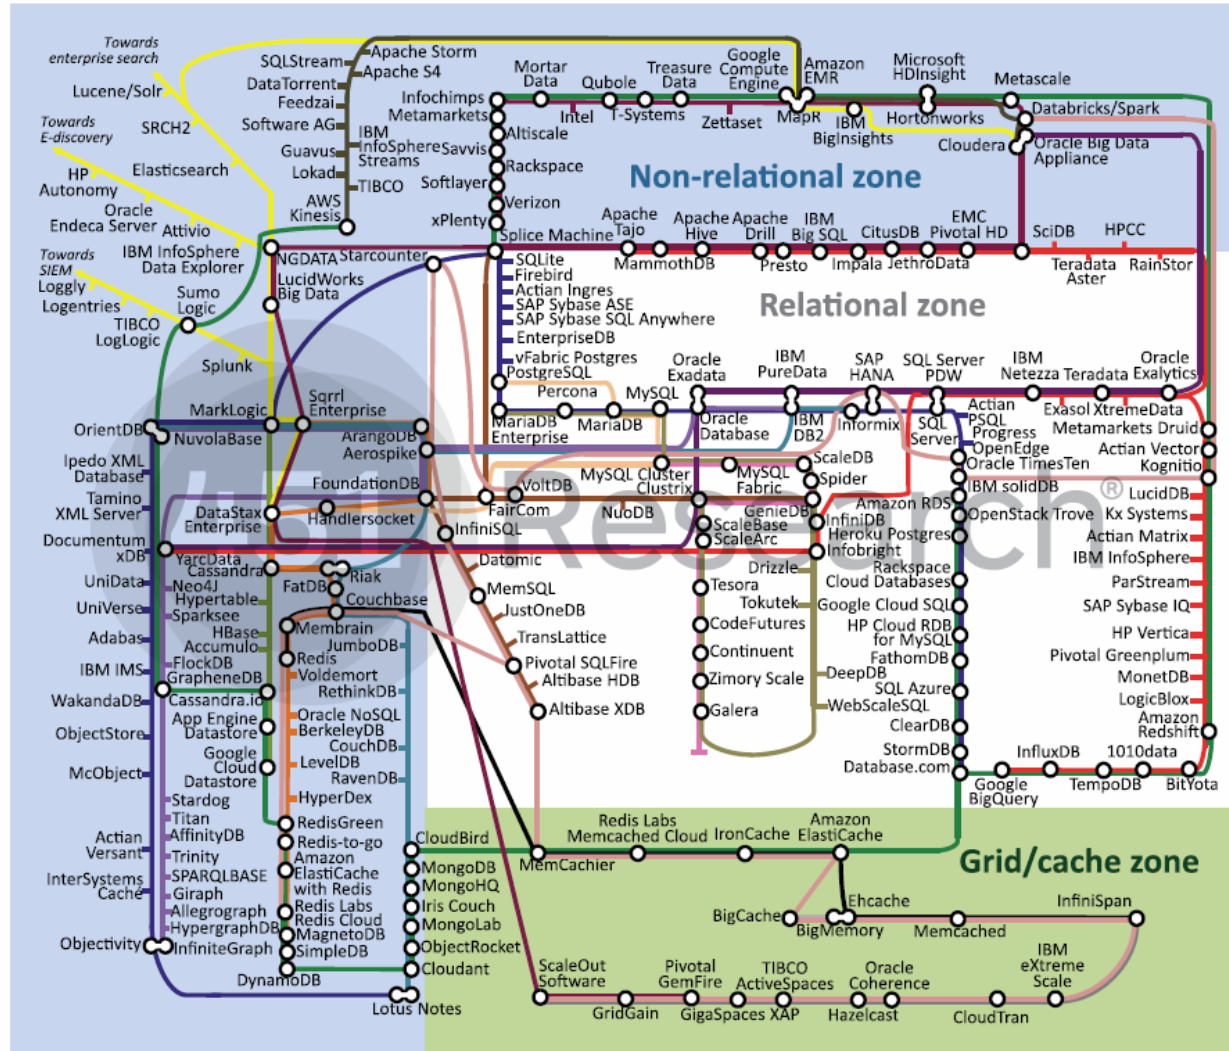 Towards
enterprise search
Lucene/Solr
SRCH2
Elasticsearch
Towards
E-discovery
HP
Autonomy
Oracle
Endeca Server
Attivio
IBM InfoSphere
Data Explorer
Towards
SIEM
Loggly
Logentries
TIBCO
LogLogic
Sumo
Logic
Splunk
SQLStream
DataTorrent
Feedzai
Software AG
Guavus
Lokad
AWS
Kinesis
Apache Storm
Apache S4
IBM
InfoSphere
Streams
TIBCO
Infochimps
Metamarkets
Altiscale
Savvis
Rackspace
Softlayer
Verizon
xPlenty
Splice Machine
Mortar
Data
Intel
Qubole
T-Systems
Treasure
Data
Zettaset
Google
Compute
Engine
Amazon
EMR
MapR
IBM
BigInsights
Microsoft
HDInsight
Hortonworks
Metascale
Databricks/Spark
Cloudera
Oracle Big Data
Appliance
Non-relational zone
Apache
Tajo
MammothDB
Apache
Hive
Apache
Drill
Presto
IBM
Big SQL
Impala
CitusDB
JethroData
EMC
Pivotal HD
SciDB
Teradata
Aster
HPCC
RainStor
Relational zone
NGDATA
LucidWorks
Big Data
Starcounter
SQLite
Firebird
Actian Ingres
SAP Sybase ASE
SAP Sybase SQL Anywhere
EnterpriseDB
vFabric Postgres
PostgreSQL
Percona
MySQL
MariaDB
Enterprise
MariaDB
Oracle
Exadata
Oracle
Database
IBM
PureData
IBM
DB2
SAP
HANA
Informix
SQL Server
PDW
SQL
Server
IBM
Netezza
Teradata
Oracle
Exalytics
Exasol
XtremeData
Metamarkets Druid
Actian Vector
Kognitio
LucidDB
Kx Systems
Actian Matrix
IBM InfoSphere
ParStream
SAP Sybase IQ
HP Vertica
Pivotal Greenplum
MonetDB
LogicBlox
Amazon
Redshift
BitYota
1010data
TempoDB
InfluxDB
Google
BigQuery
Actian
PSQL
Progress
OpenEdge
Oracle TimesTen
IBM solidDB
Amazon RDS
OpenStack Trove
Heroku Postgres
Rackspace
Cloud Databases
Google Cloud SQL
HP Cloud RDB
for MySQL
FathomDB
SQL Azure
ClearDB
StormDB
Database.com
MarkLogic
Sqrrl
Enterprise
NuvolaBase
OrientDB
ArangoDB
Aerospike
FoundationDB
Ipedo XML
Database
Tamino
XML Server
Documentum
xDB
UniData
UniVerse
Adabas
IBM IMS
WakandaDB
ObjectStore
McObject
Actian
Versant
InterSystems
Caché
Objectivity
DataStax
Enterprise
Handlersocket
YarcData
Neo4J
Sparksee
FlockDB
GrapheneDB
Stardog
Titan
AffinityDB
Trinity
SPARQLBASE
Giraph
Allegrograph
HypergraphDB
InfiniteGraph
Cassandra
Hypertable
HBase
Accumulo
Cassandra.io
App Engine
Datastore
Google
Cloud
Datastore
FatDB
Riak
Couchbase
Membrain
Redis
Voldemort
Oracle NoSQL
BerkeleyDB
LevelDB
HyperDex
JumboDB
RethinkDB
CouchDB
RavenDB
RedisGreen
Redis-to-go
Amazon
ElastiCache
with Redis
Redis Labs
Redis Cloud
MagnetoDB
SimpleDB
DynamoDB
CloudBird
MongoDB
MongoHQ
Iris Couch
MongoLab
ObjectRocket
Cloudant
Lotus Notes
VoltDB
FairCom
NuoDB
InfiniSQL
Datomic
MemSQL
JustOneDB
TransLattice
Pivotal SQLFire
Altibase HDB
Altibase XDB
MySQL Cluster
Clustrix
MySQL
Fabric
ScaleDB
Spider
GenieDB
ScaleBase
ScaleArc
InfiniDB
Infobright
Tesora
CodeFutures
Continuent
Zimory Scale
Galera
Drizzle
Tokutek
DeepDB
WebScaleSQL
451 Research®
Grid/cache zone
MemCachier
Redis Labs
Memcached Cloud
IronCache
Amazon
ElastiCache
BigCache
Ehcache
BigMemory
Memcached
InfiniSpan
ScaleOut
Software
GridGain
Pivotal
GemFire
GigaSpaces XAP
TIBCO
ActiveSpaces
Hazelcast
Oracle
Coherence
CloudTran
IBM
eXtreme
Scale